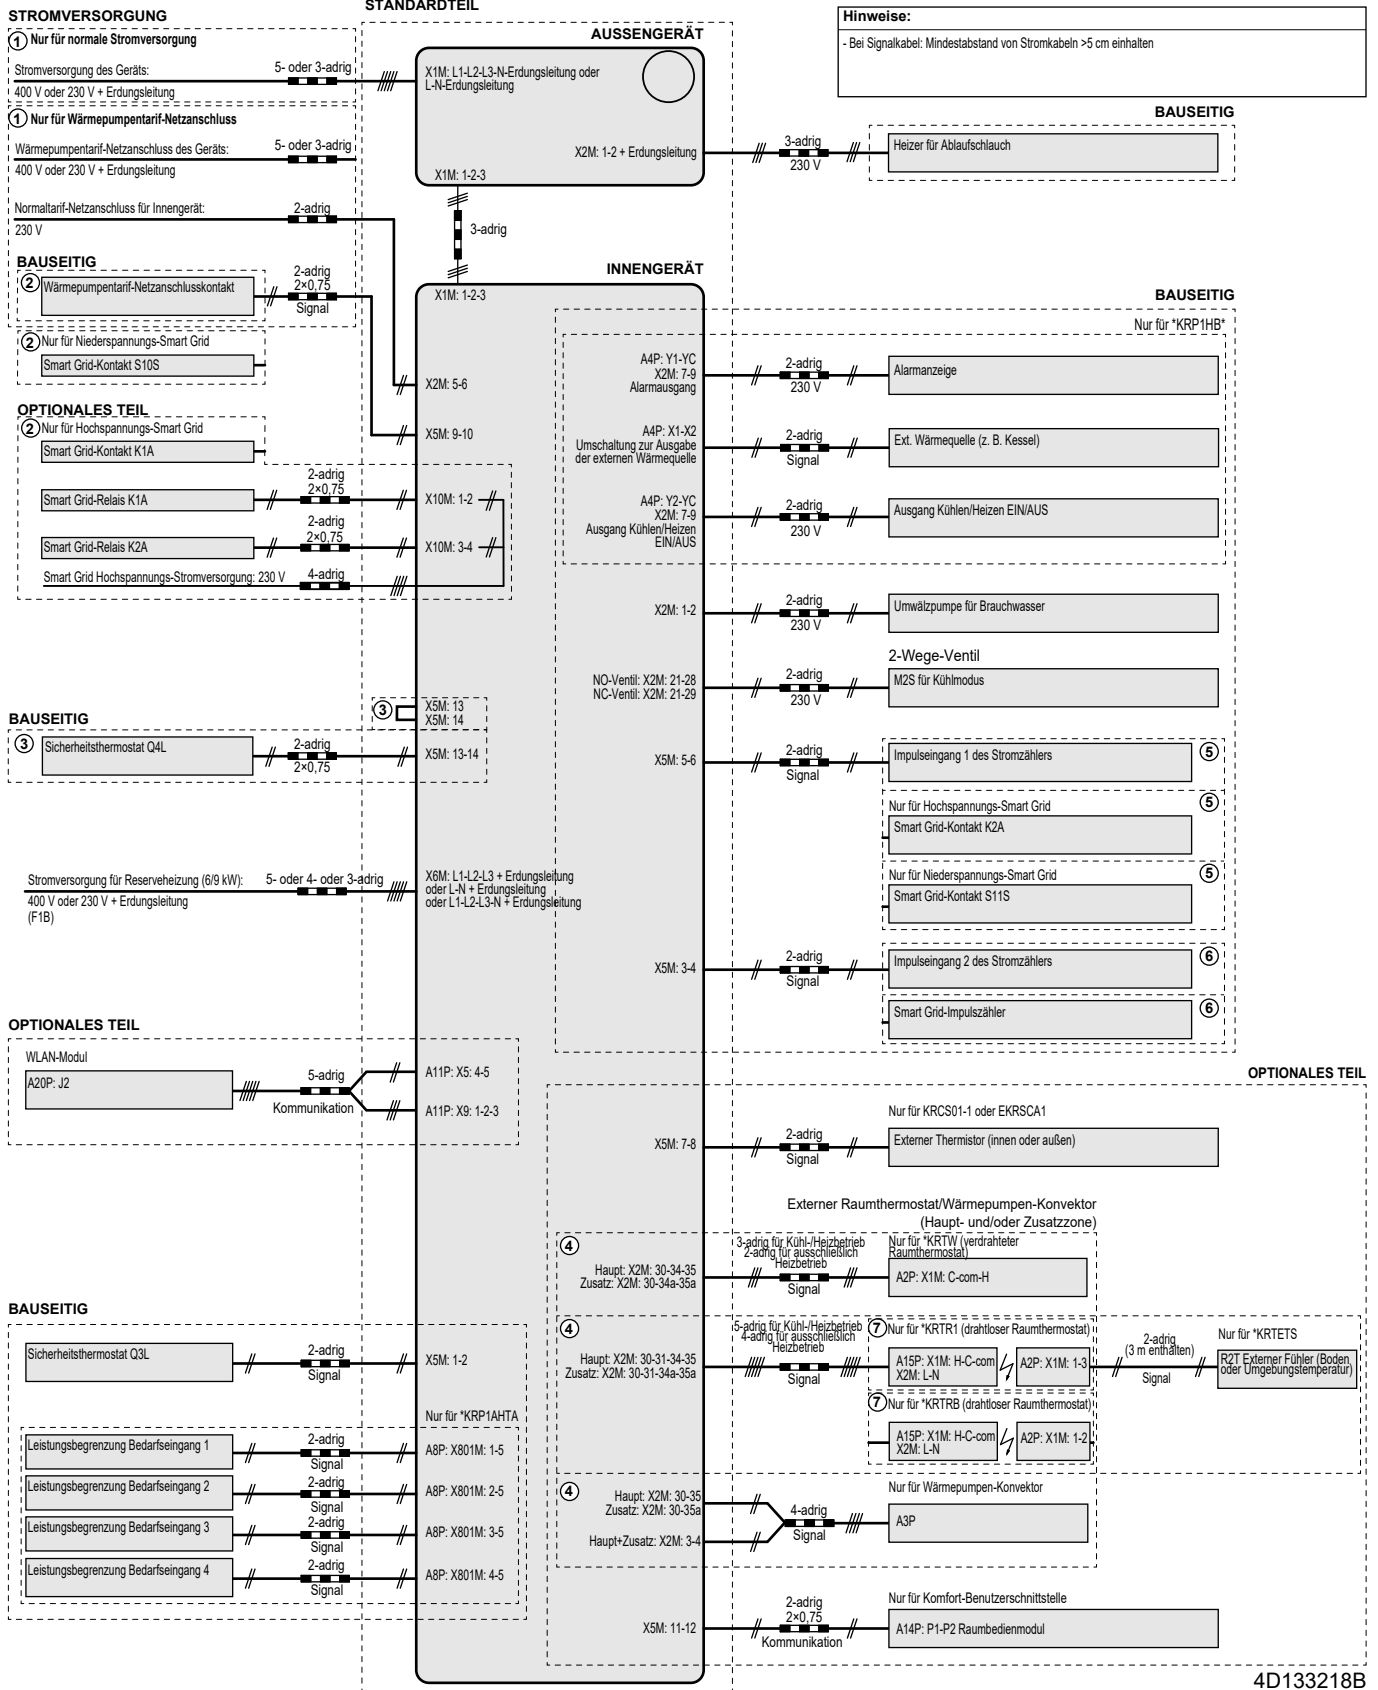 STROMVERSORGUNG
① Nur für normale Stromversorgung
Stromversorgung des Geräts:
5- oder 3-adrig
400 V oder 230 V + Erdungsleitung
① Nur für Wärmepumpentarif-Netzanschluss
Wärmepumpentarif-Netzanschluss des Geräts:
5- oder 3-adrig
400 V oder 230 V + Erdungsleitung
Normaltarif-Netzanschluss für Innengerät:
2-adrig
230 V
BAUSEITIG
② Wärmepumpentarif-Netzanschlusskontakt
2-adrig
2×0,75
Signal
② Nur für Niederspannungs-Smart Grid
Smart Grid-Kontakt S10S
OPTIONALES TEIL
② Nur für Hochspannungs-Smart Grid
Smart Grid-Kontakt K1A
Smart Grid-Relais K1A
2-adrig
2×0,75
Smart Grid-Relais K2A
2-adrig
2×0,75
Smart Grid Hochspannungs-Stromversorgung: 230 V
4-adrig
BAUSEITIG
③ Sicherheitsthermostat Q4L
2-adrig
2×0,75
Stromversorgung für Reserveheizung (6/9 kW):
5- oder 4- oder 3-adrig
400 V oder 230 V + Erdungsleitung
(F1B)
OPTIONALES TEIL
WLAN-Modul
A20P: J2
5-adrig
Kommunikation
BAUSEITIG
Sicherheitsthermostat Q3L
2-adrig
Signal
Leistungsbegrenzung Bedarfseingang 1
2-adrig
Signal
Leistungsbegrenzung Bedarfseingang 2
2-adrig
Signal
Leistungsbegrenzung Bedarfseingang 3
2-adrig
Signal
Leistungsbegrenzung Bedarfseingang 4
2-adrig
Signal
STANDARDTEIL
AUSSENGERÄT
X1M: L1-L2-L3-N-Erdungsleitung oder
L-N-Erdungsleitung
X2M: 1-2 + Erdungsleitung
X1M: 1-2-3
3-adrig
INNENGERÄT
X1M: 1-2-3
X2M: 5-6
X5M: 9-10
X10M: 1-2
X10M: 3-4
③
X5M: 13
X5M: 14
X5M: 13-14
X6M: L1-L2-L3 + Erdungsleitung
oder L-N + Erdungsleitung
oder L1-L2-L3-N + Erdungsleitung
A11P: X5: 4-5
A11P: X9: 1-2-3
X5M: 1-2
Nur für *KRP1AHTA
A8P: X801M: 1-5
A8P: X801M: 2-5
A8P: X801M: 3-5
A8P: X801M: 4-5
Hinweise:
- Bei Signalkabel: Mindestabstand von Stromkabeln >5 cm einhalten
BAUSEITIG
3-adrig
230 V
Heizer für Ablaufschlauch
BAUSEITIG
Nur für *KRP1HB*
A4P: Y1-YC
X2M: 7-9
Alarmausgang
2-adrig
230 V
Alarmanzeige
A4P: X1-X2
Umschaltung zur Ausgabe
der externen Wärmequelle
2-adrig
Signal
Ext. Wärmequelle (z. B. Kessel)
A4P: Y2-YC
X2M: 7-9
Ausgang Kühlen/Heizen
EIN/AUS
2-adrig
230 V
Ausgang Kühlen/Heizen EIN/AUS
X2M: 1-2
2-adrig
230 V
Umwälzpumpe für Brauchwasser
2-Wege-Ventil
NO-Ventil: X2M: 21-28
NC-Ventil: X2M: 21-29
2-adrig
230 V
M2S für Kühlmodus
X5M: 5-6
2-adrig
Signal
Impulseingang 1 des Stromzählers ⑤
Nur für Hochspannungs-Smart Grid ⑤
Smart Grid-Kontakt K2A
Nur für Niederspannungs-Smart Grid ⑤
Smart Grid-Kontakt S11S
X5M: 3-4
2-adrig
Signal
Impulseingang 2 des Stromzählers ⑥
Smart Grid-Impulszähler ⑥
OPTIONALES TEIL
Nur für KRCS01-1 oder EKRSCA1
X5M: 7-8
2-adrig
Signal
Externer Thermistor (innen oder außen)
Externer Raumthermostat/Wärmepumpen-Konvektor
(Haupt- und/oder Zusatzzone)
④
Haupt: X2M: 30-34-35
Zusatz: X2M: 30-34a-35a
3-adrig für Kühl-/Heizbetrieb
2-adrig für ausschließlich
Heizbetrieb
Signal
Nur für *KRTW (verdrahteter
Raumthermostat)
A2P: X1M: C-com-H
④
Haupt: X2M: 30-31-34-35
Zusatz: X2M: 30-31-34a-35a
5-adrig für Kühl-/Heizbetrieb
4-adrig für ausschließlich
Heizbetrieb
Signal
⑦ Nur für *KRTR1 (drahtloser Raumthermostat)
A15P: X1M: H-C-com
X2M: L-N
A2P: X1M: 1-3
2-adrig
(3 m enthalten)
Signal
Nur für *KRTETS
R2T Externer Fühler (Boden
oder Umgebungstemperatur)
⑦ Nur für *KRTRB (drahtloser Raumthermostat)
A15P: X1M: H-C-com
X2M: L-N
A2P: X1M: 1-2
④
Haupt: X2M: 30-35
Zusatz: X2M: 30-35a
Haupt+Zusatz: X2M: 3-4
4-adrig
Signal
Nur für Wärmepumpen-Konvektor
A3P
Nur für Komfort-Benutzerschnittstelle
X5M: 11-12
2-adrig
2×0,75
Kommunikation
A14P: P1-P2 Raumbedienmodul
4D133218B